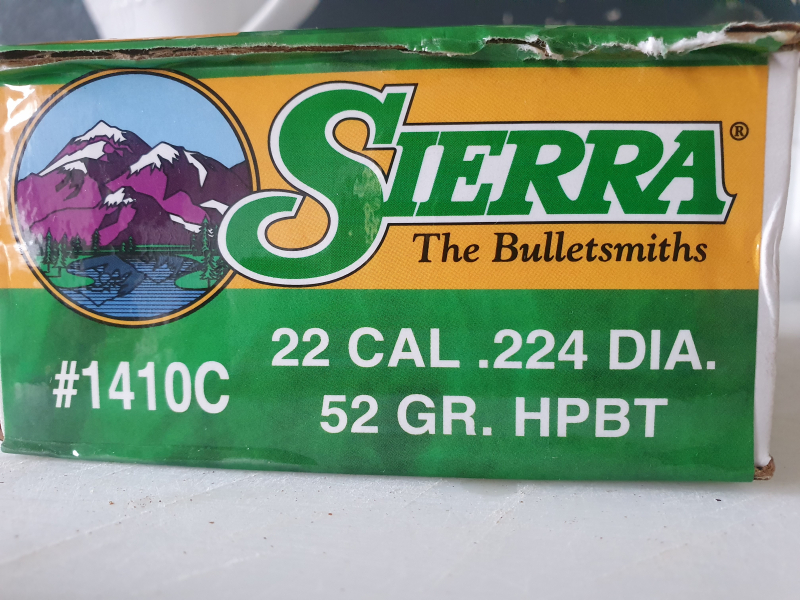 SIERRA®
The Bulletsmiths
#1410C
22 CAL .224 DIA.
52 GR. HPBT